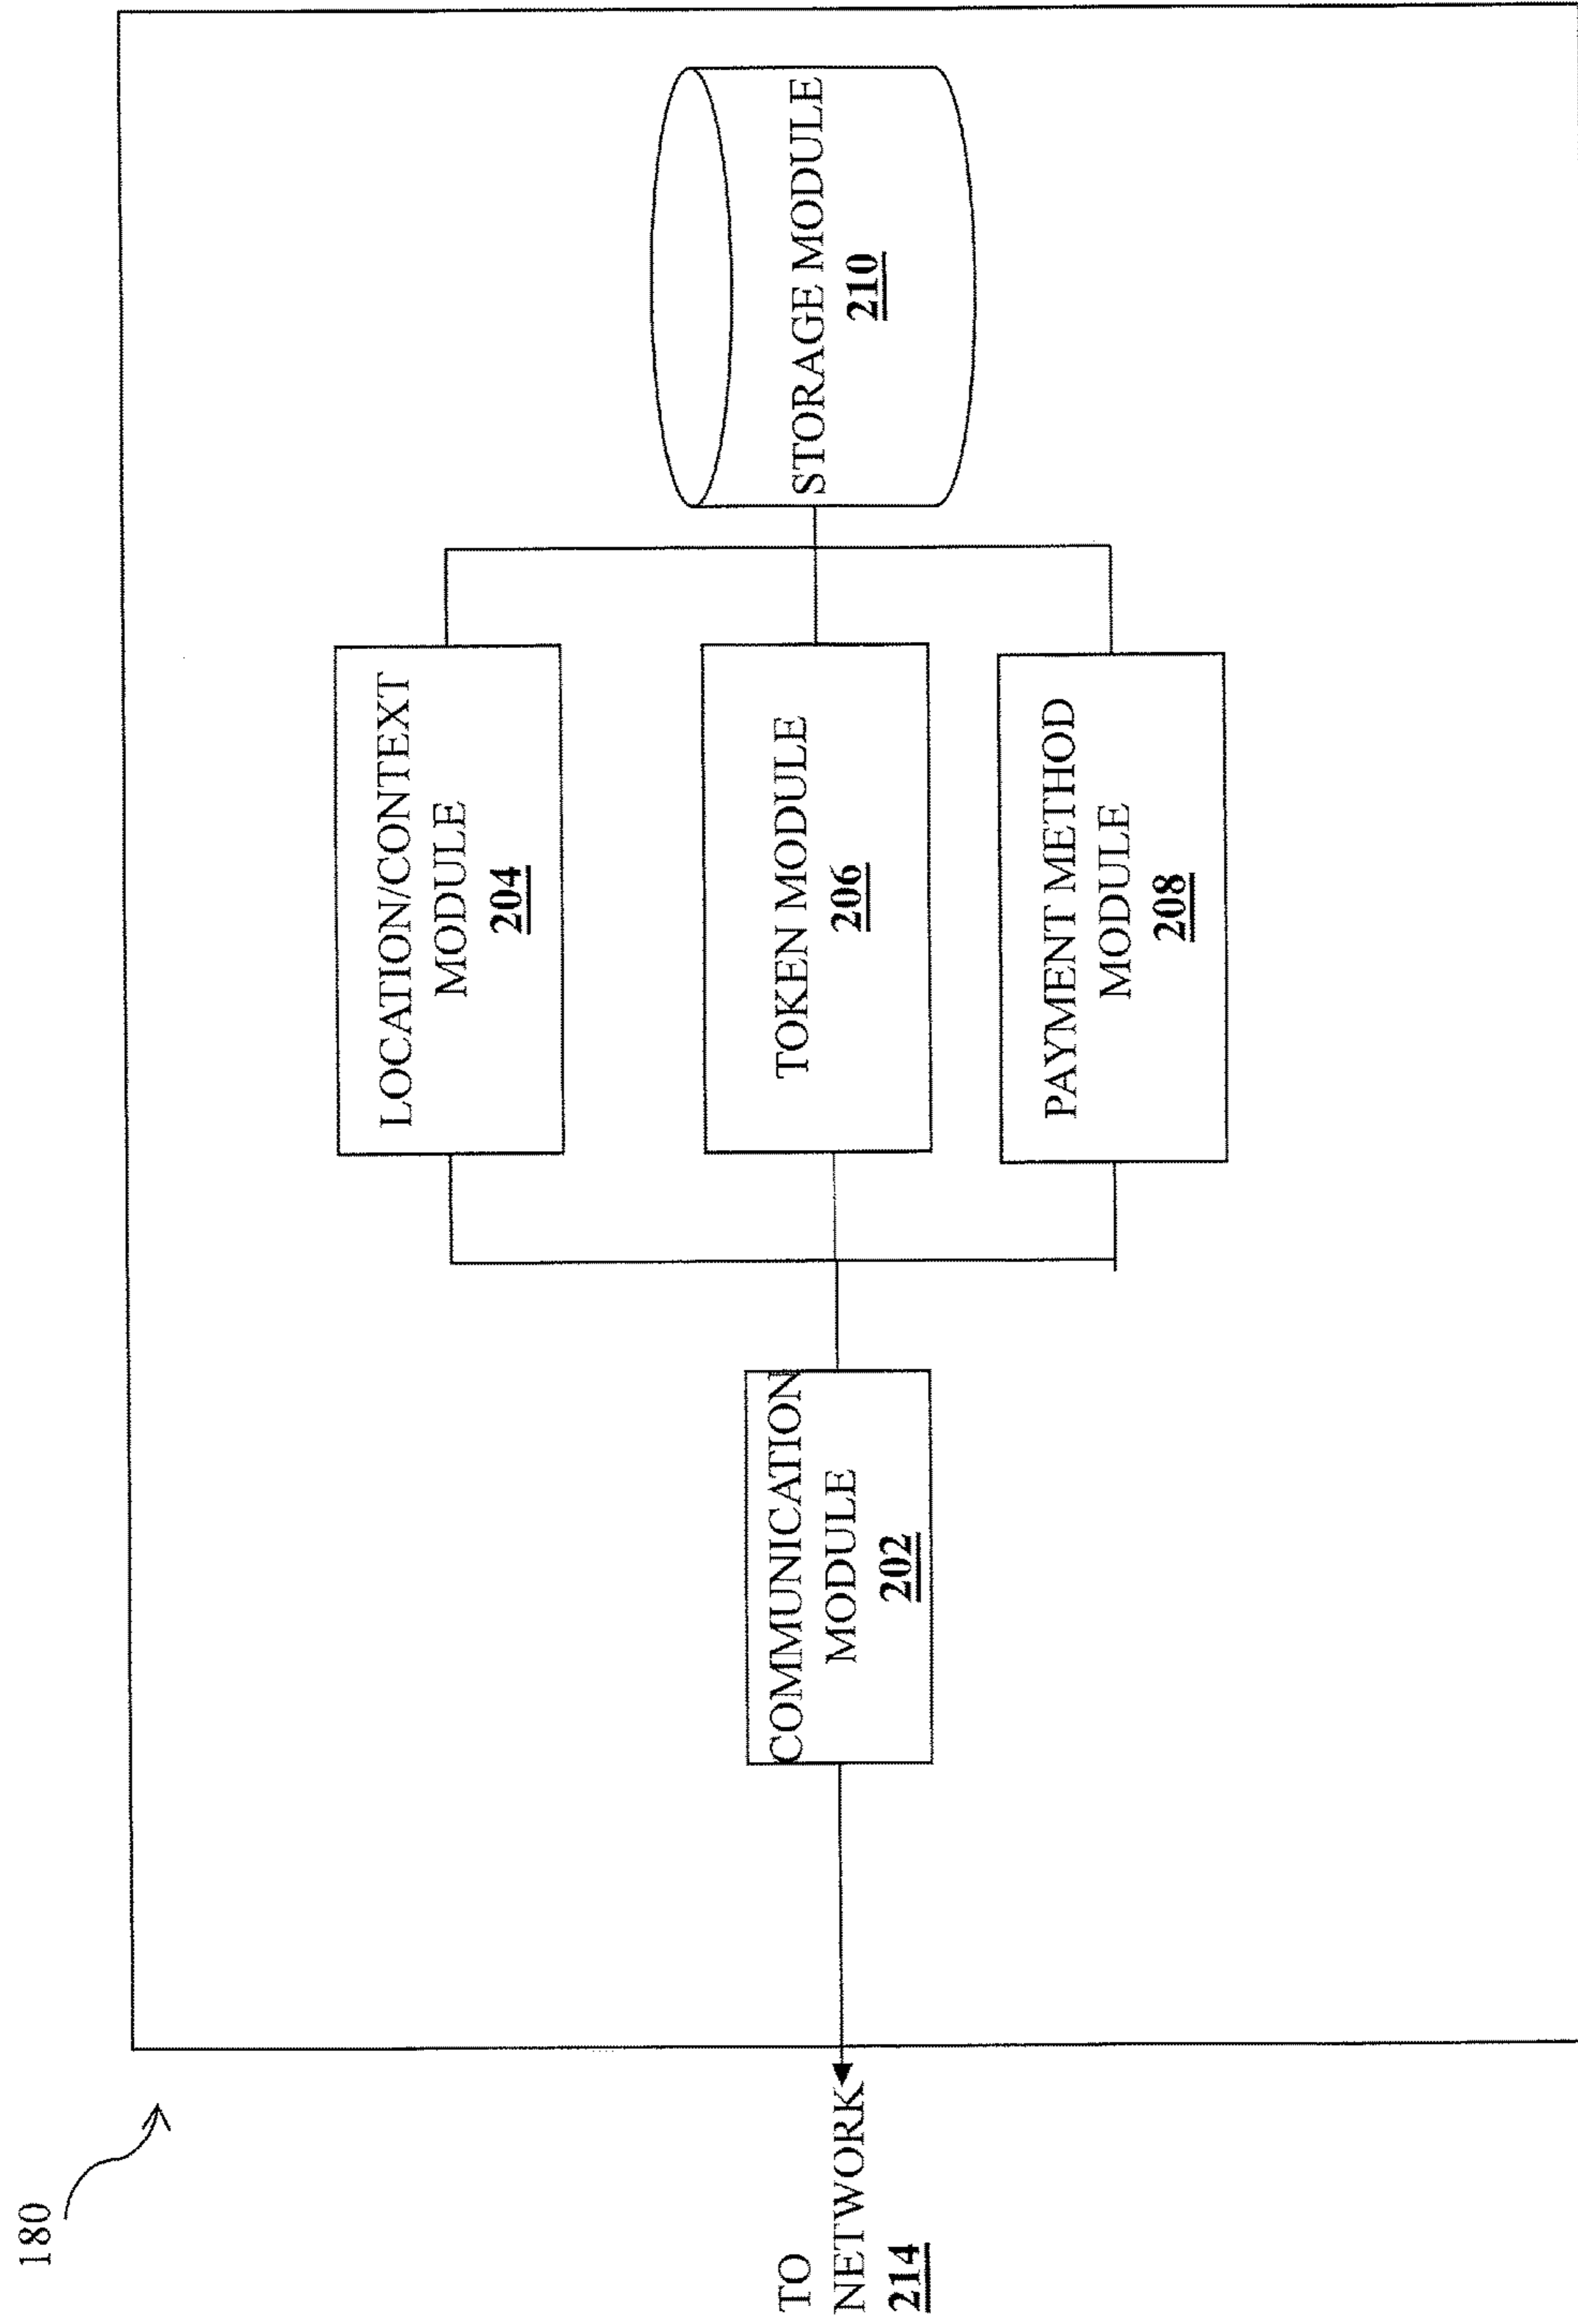 180
LOCATION/CONTEXT
MODULE
204
TOKEN MODULE
206
PAYMENT METHOD
MODULE
208
STORAGE MODULE
210
COMMUNICATION
MODULE
202
TO
NETWORK
214